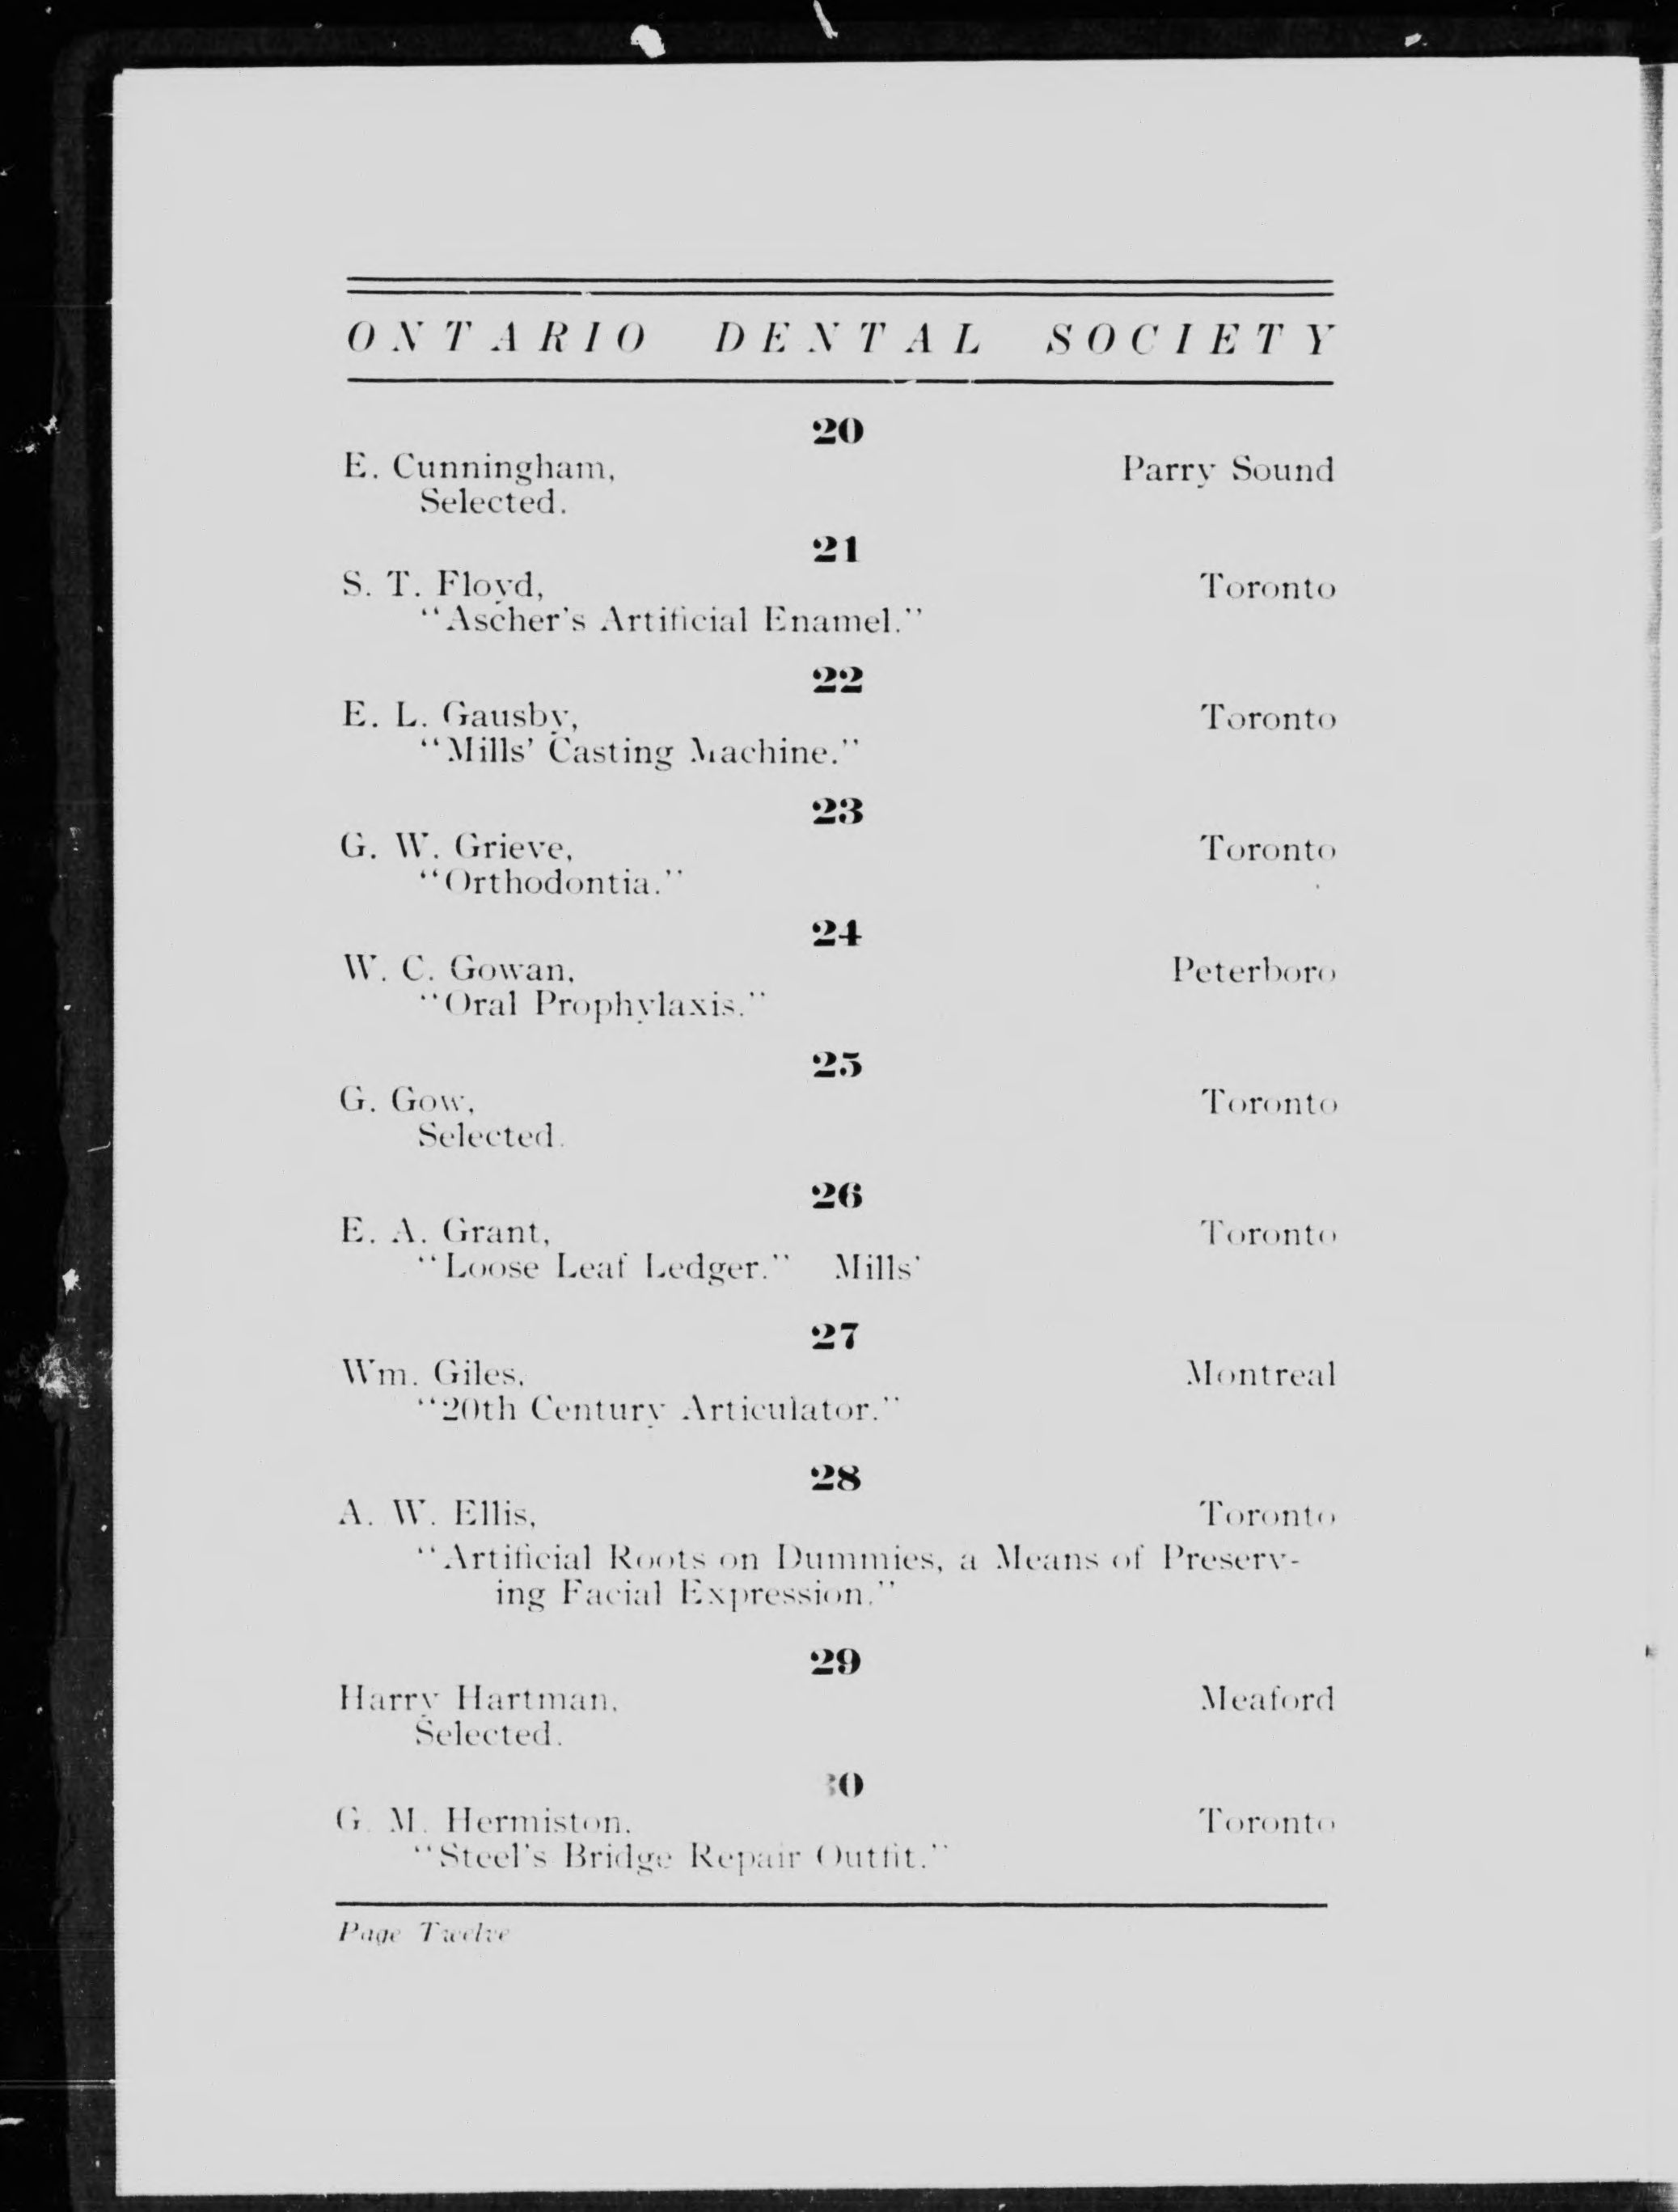 ONTARIO DENTAL SOCIETY
20
E. Cunningham, Parry Sound
Selected.
21
S. T. Floyd, Toronto
"Ascher's Artificial Enamel."
22
E. L. Gausby, Toronto
"Mills' Casting Machine."
23
G. W. Grieve, Toronto
"Orthodontia."
24
W. C. Gowan, Peterboro
"Oral Prophylaxis."
25
G. Gow, Toronto
Selected.
26
E. A. Grant, Toronto
"Loose Leaf Ledger." Mills'
27
Wm. Giles, Montreal
"20th Century Articulator."
28
A. W. Ellis, Toronto
"Artificial Roots on Dummies, a Means of Preserv-
ing Facial Expression."
29
Harry Hartman, Meaford
Selected.
30
G. M. Hermiston, Toronto
"Steel's Bridge Repair Outfit."
Page Twelve